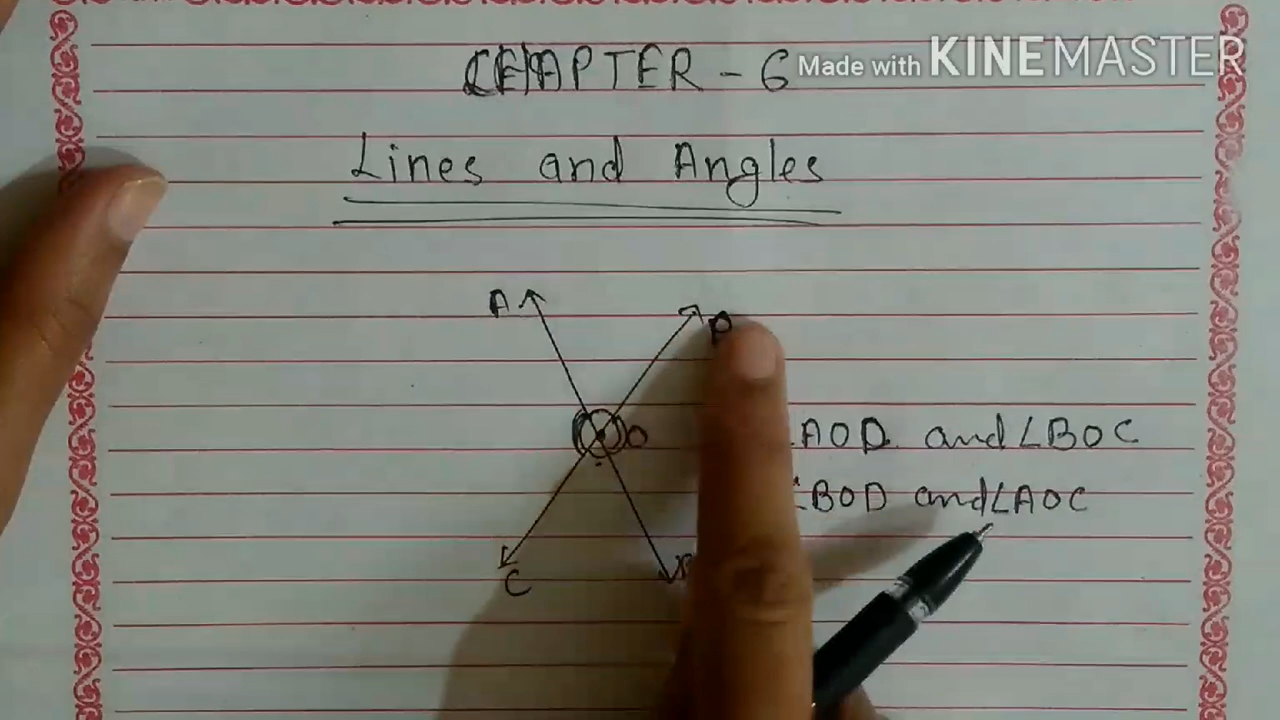 CHAPTER - 6
Made with KINEMASTER
Lines and Angles
A
D
O
∠AOD and ∠BOC
∠BOD and ∠AOC
C